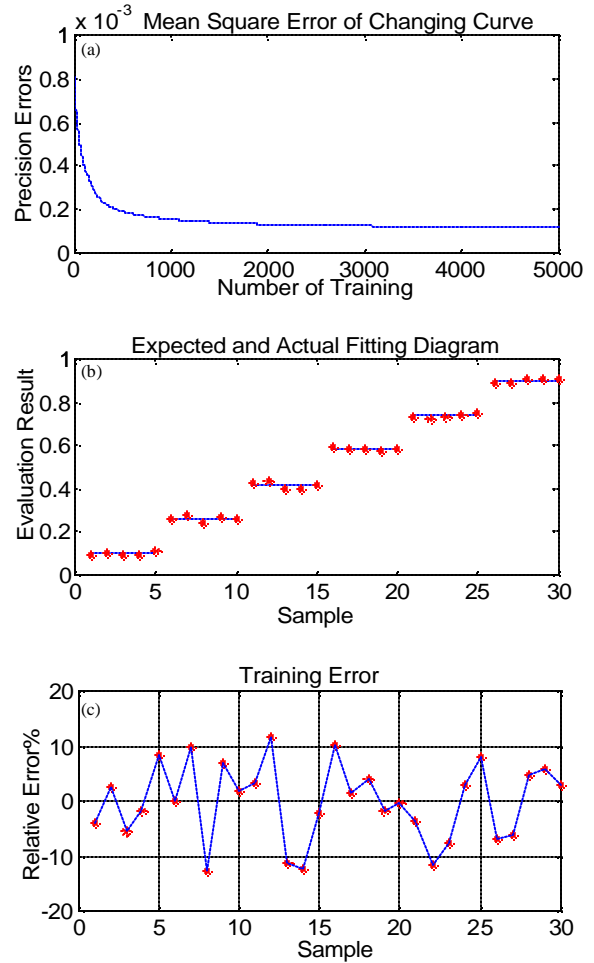 x 10⁻³ Mean Square Error of Changing Curve
(a)
1
0.8
0.6
0.4
0.2
0
Precision Errors
0 1000 2000 3000 4000 5000
Number of Training
Expected and Actual Fitting Diagram
(b)
1
0.8
0.6
0.4
0.2
0
Evaluation Result
0 5 10 15 20 25 30
Sample
Training Error
(c)
20
10
0
-10
-20
Relative Error%
0 5 10 15 20 25 30
Sample